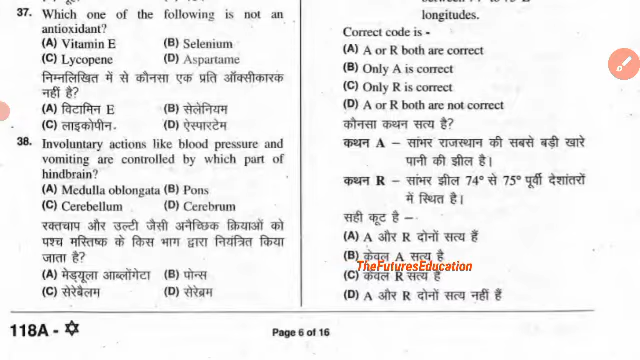 37. Which one of the following is not an
antioxidant?
(A) Vitamin E (B) Selenium
(C) Lycopene (D) Aspartame
निम्नलिखित में से कौनसा एक प्रति ऑक्सीकारक
नहीं है?
(A) विटामिन E (B) सेलेनियम
(C) लाइकोपीन. (D) ऐस्पारटेम
38. Involuntary actions like blood pressure and
vomiting are controlled by which part of
hindbrain?
(A) Medulla oblongata (B) Pons
(C) Cerebellum (D) Cerebrum
रक्तचाप और उल्टी जैसी अनैच्छिक क्रियाओं को
पश्च मस्तिष्क के किस भाग द्वारा नियंत्रित किया
जाता है?
(A) मेड्यूला आब्लोंगेटा (B) पोन्स
(C) सेरेबैलम (D) सेरेब्रम
longitudes.
Correct code is -
(A) A or R both are correct
(B) Only A is correct
(C) Only R is correct
(D) A or R both are not correct
कौनसा कथन सत्य है?
कथन A – सांभर राजस्थान की सबसे बड़ी खारे
पानी की झील है।
कथन R – सांभर झील 74° से 75° पूर्वी देशांतरों
में स्थित है।
सही कूट है –
(A) A और R दोनों सत्य हैं
(B) केवल A सत्य है
TheFuturesEducation
(C) केवल R सत्य है
(D) A और R दोनों सत्य नहीं हैं
118A - ✡
Page 6 of 16